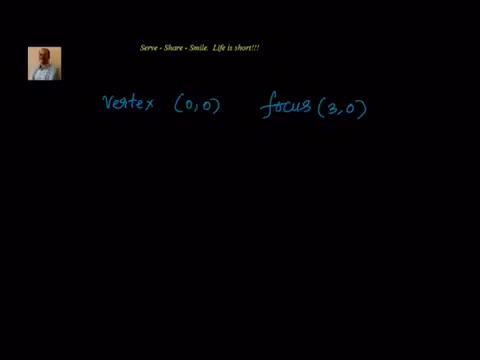 Serve - Share - Smile. Life is short!!!
vertex (0,0) focus (3,0)